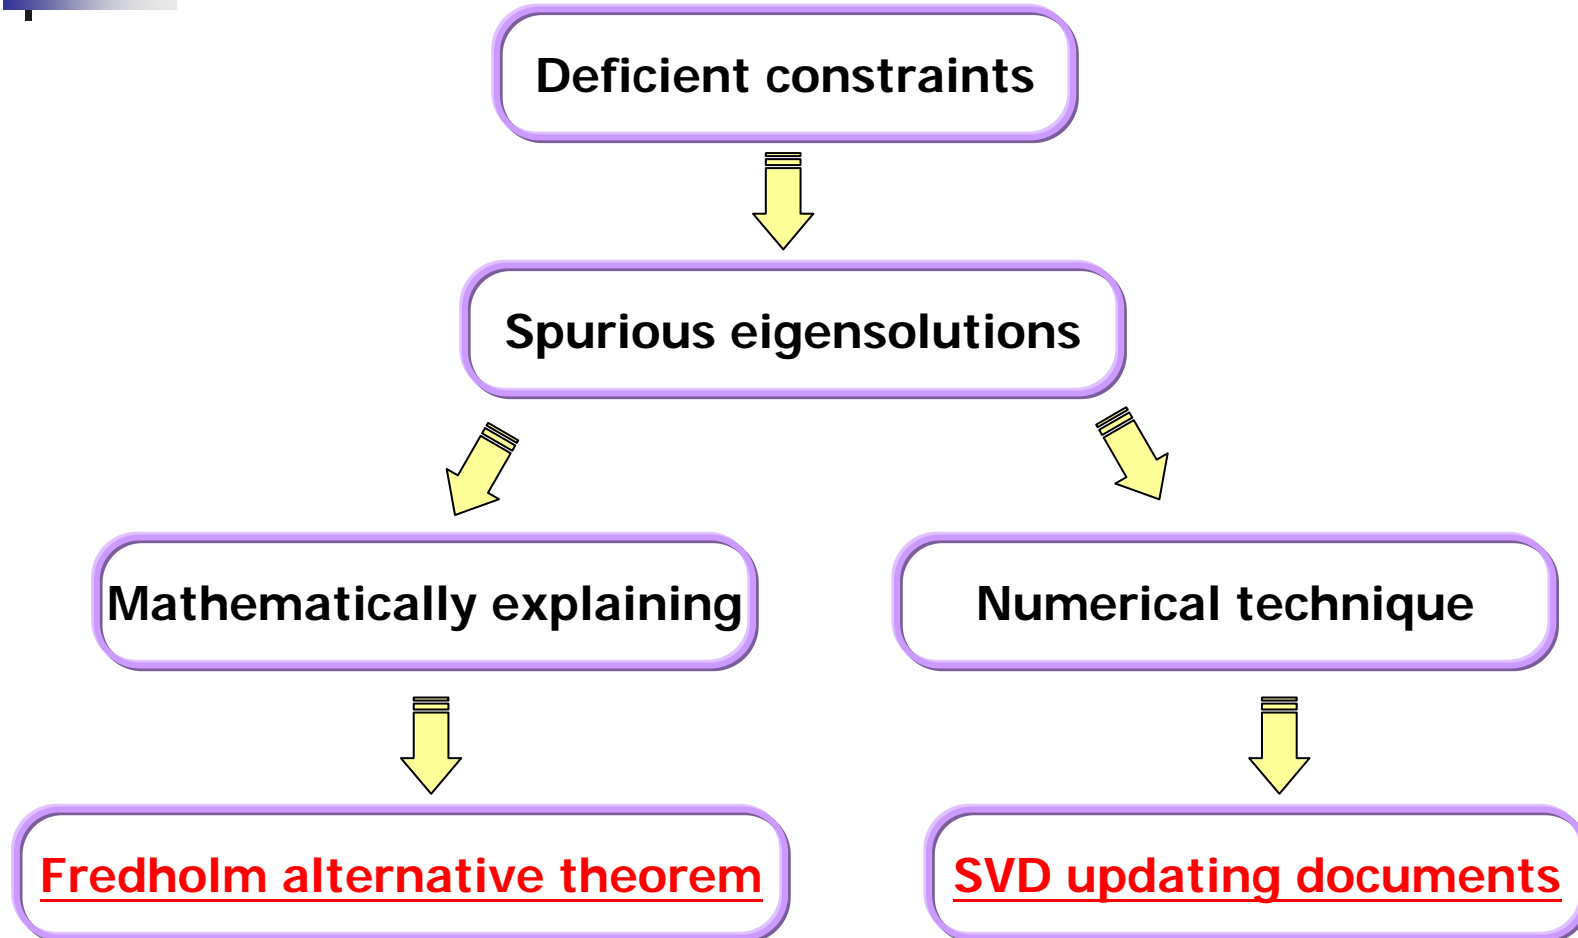 Deficient constraints
Spurious eigensolutions
Mathematically explaining
Numerical technique
Fredholm alternative theorem
SVD updating documents